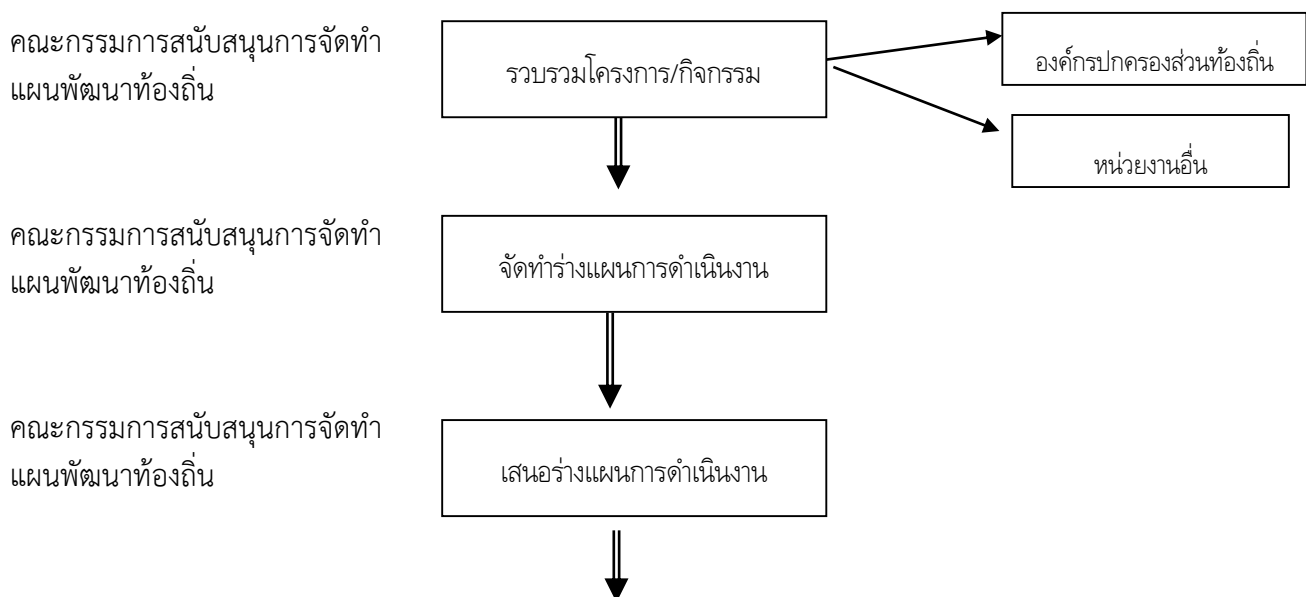 คณะกรรมการสนับสนุนการจัดทำ
แผนพัฒนาท้องถิ่น
รวบรวมโครงการ/กิจกรรม
องค์กรปกครองส่วนท้องถิ่น
หน่วยงานอื่น
คณะกรรมการสนับสนุนการจัดทำ
แผนพัฒนาท้องถิ่น
จัดทำร่างแผนการดำเนินงาน
คณะกรรมการสนับสนุนการจัดทำ
แผนพัฒนาท้องถิ่น
เสนอร่างแผนการดำเนินงาน